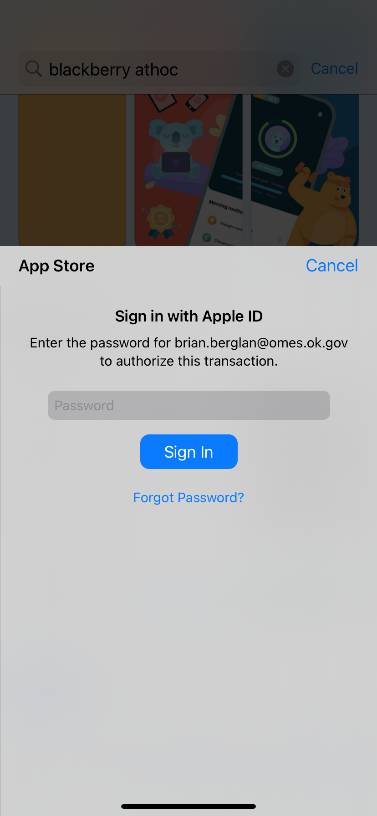 blackberry athoc
Cancel
App Store
Cancel
Sign in with Apple ID
Enter the password for brian.berglan@omes.ok.gov
to authorize this transaction.
Password
Sign In
Forgot Password?